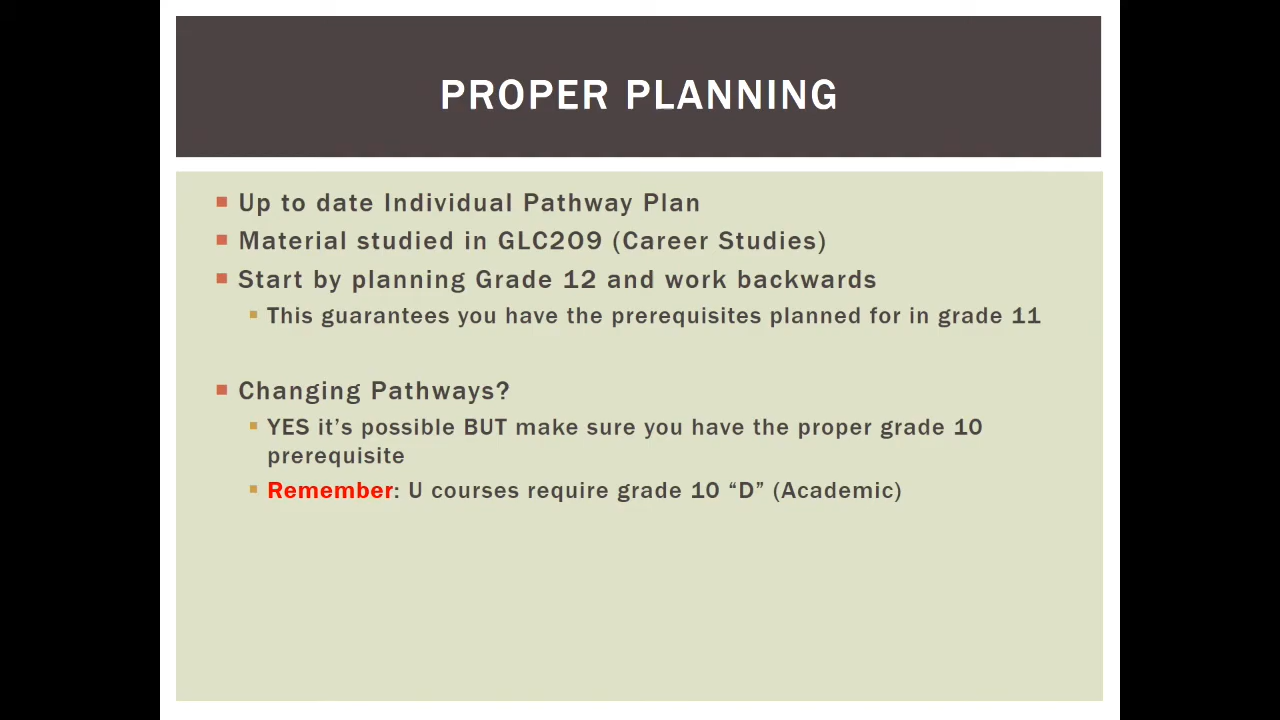 PROPER PLANNING
Up to date Individual Pathway Plan
Material studied in GLC2O9 (Career Studies)
Start by planning Grade 12 and work backwards
This guarantees you have the prerequisites planned for in grade 11
Changing Pathways?
YES it’s possible BUT make sure you have the proper grade 10
prerequisite
Remember: U courses require grade 10 “D” (Academic)